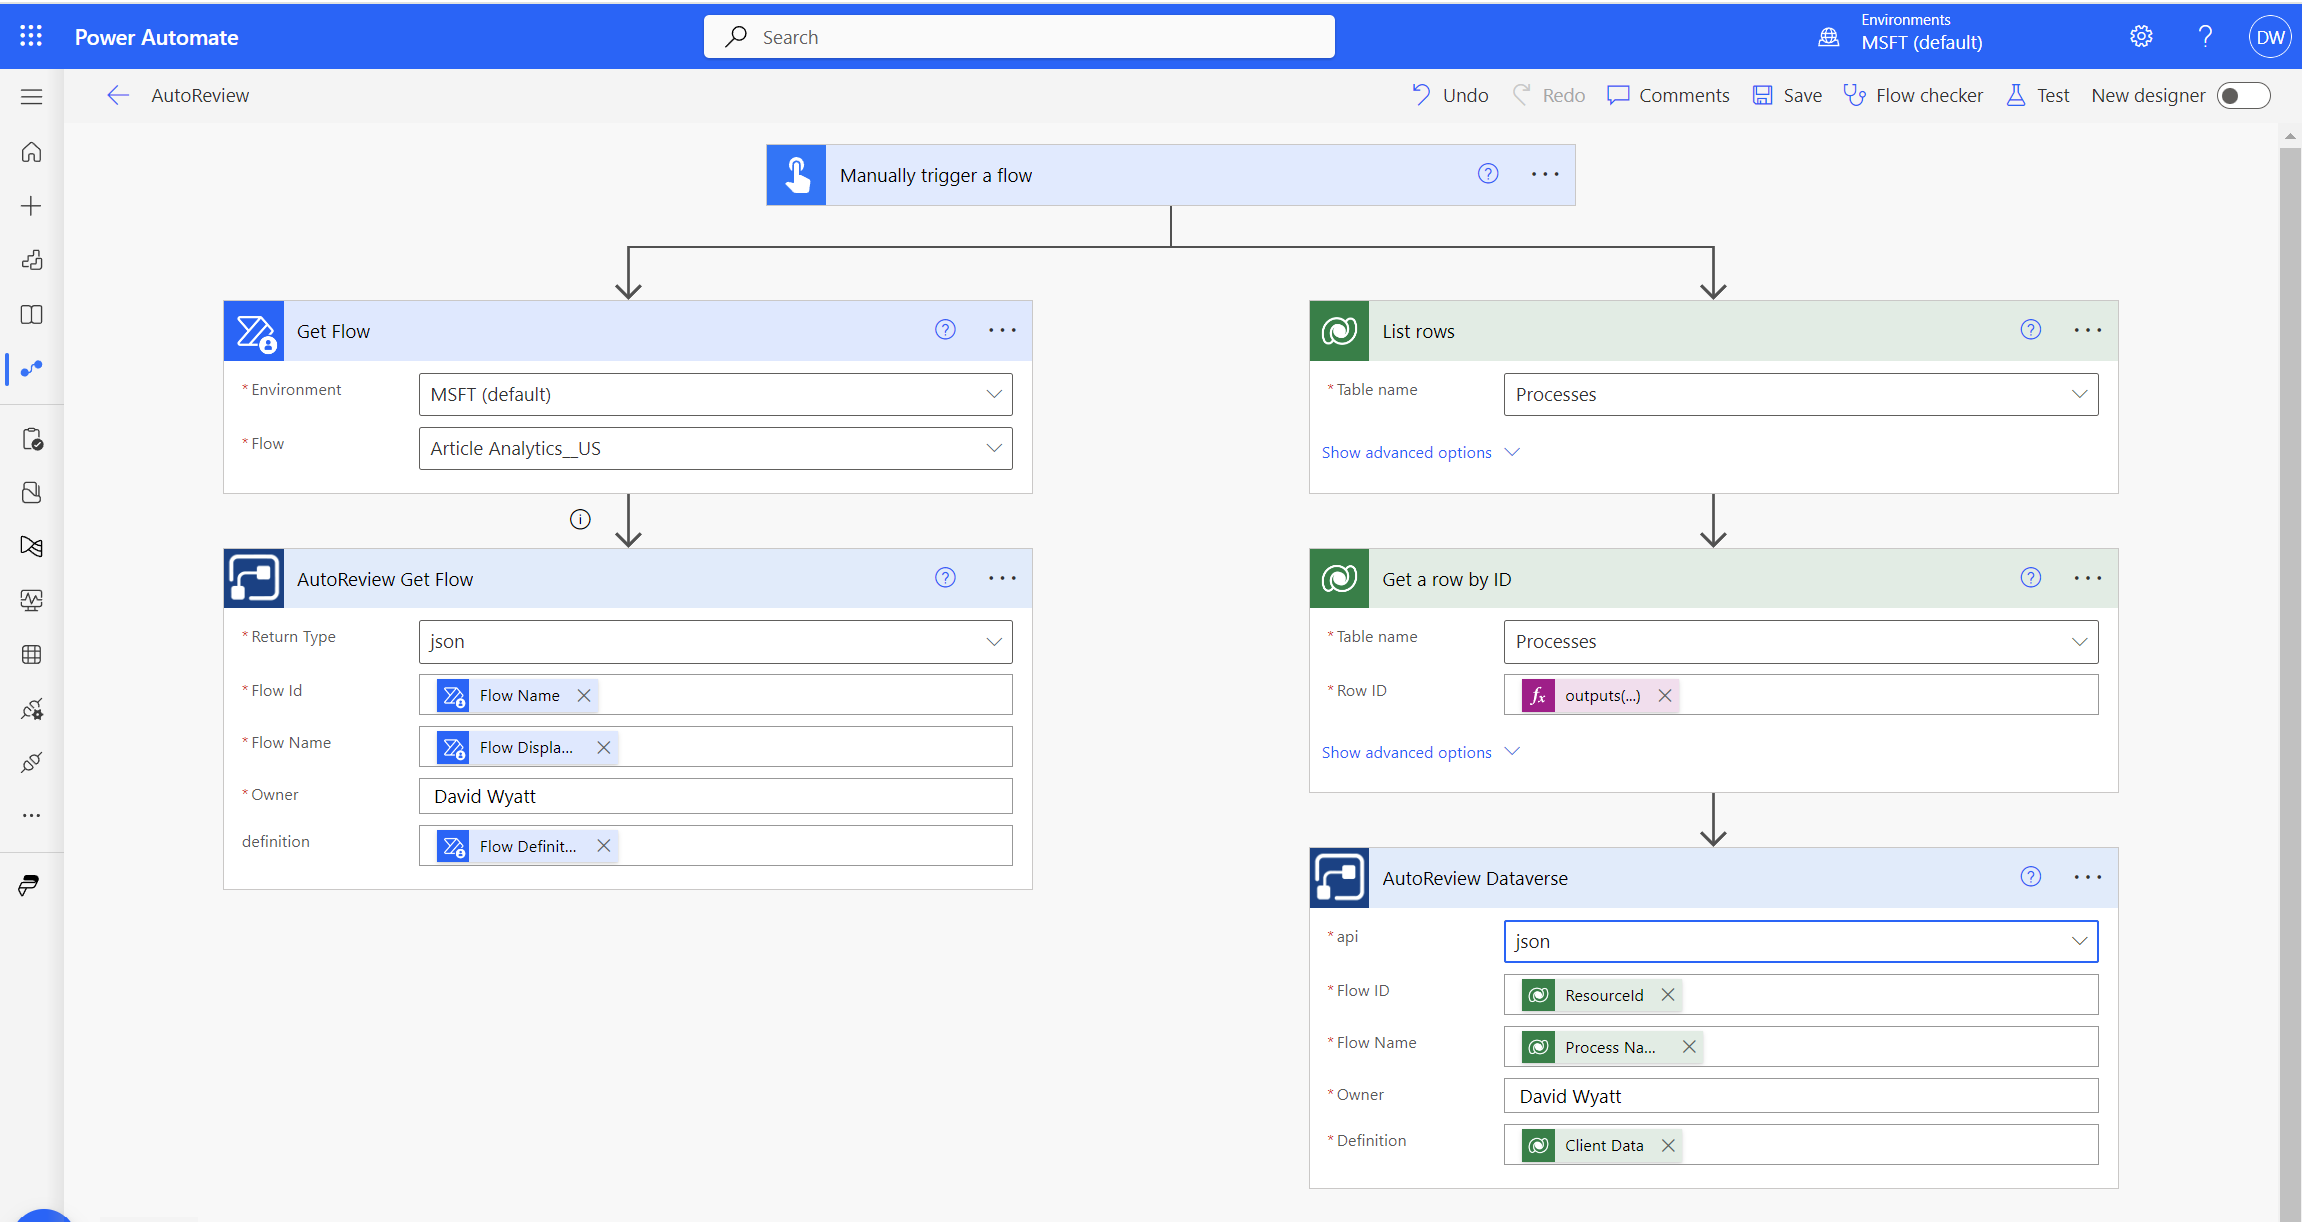 Power Automate
Search
Environments
MSFT (default)
DW
AutoReview
Undo
Redo
Comments
Save
Flow checker
Test
New designer
Manually trigger a flow
Get Flow
* Environment
MSFT (default)
* Flow
Article Analytics__US
AutoReview Get Flow
* Return Type
json
* Flow Id
Flow Name
* Flow Name
Flow Displa...
* Owner
David Wyatt
definition
Flow Definit...
List rows
* Table name
Processes
Show advanced options
Get a row by ID
* Table name
Processes
* Row ID
fx outputs(...)
Show advanced options
AutoReview Dataverse
* api
json
* Flow ID
ResourceId
* Flow Name
Process Na...
* Owner
David Wyatt
* Definition
Client Data